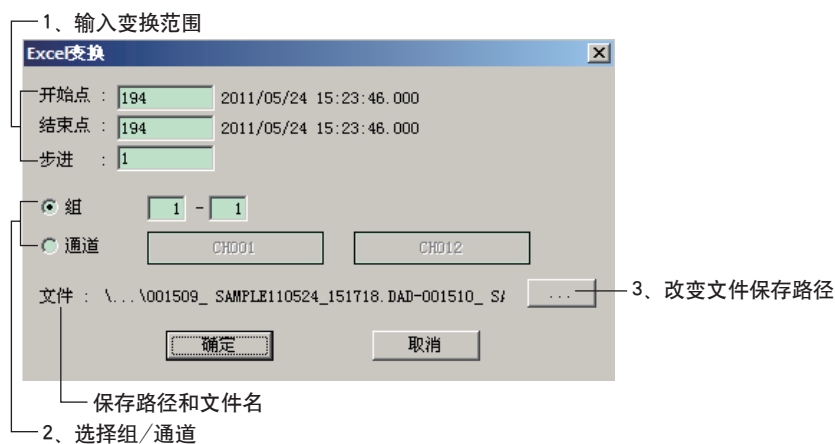 1、输入变换范围
Excel变换
开始点 : 194 2011/05/24 15:23:46.000
结束点 : 194 2011/05/24 15:23:46.000
步进 : 1
组 1 - 1
通道 CH001 CH012
文件 : \...\001509_ SAMPLE110524_151718.DAD-001510_ SA ...
3、改变文件保存路径
确定 取消
保存路径和文件名
2、选择组/通道